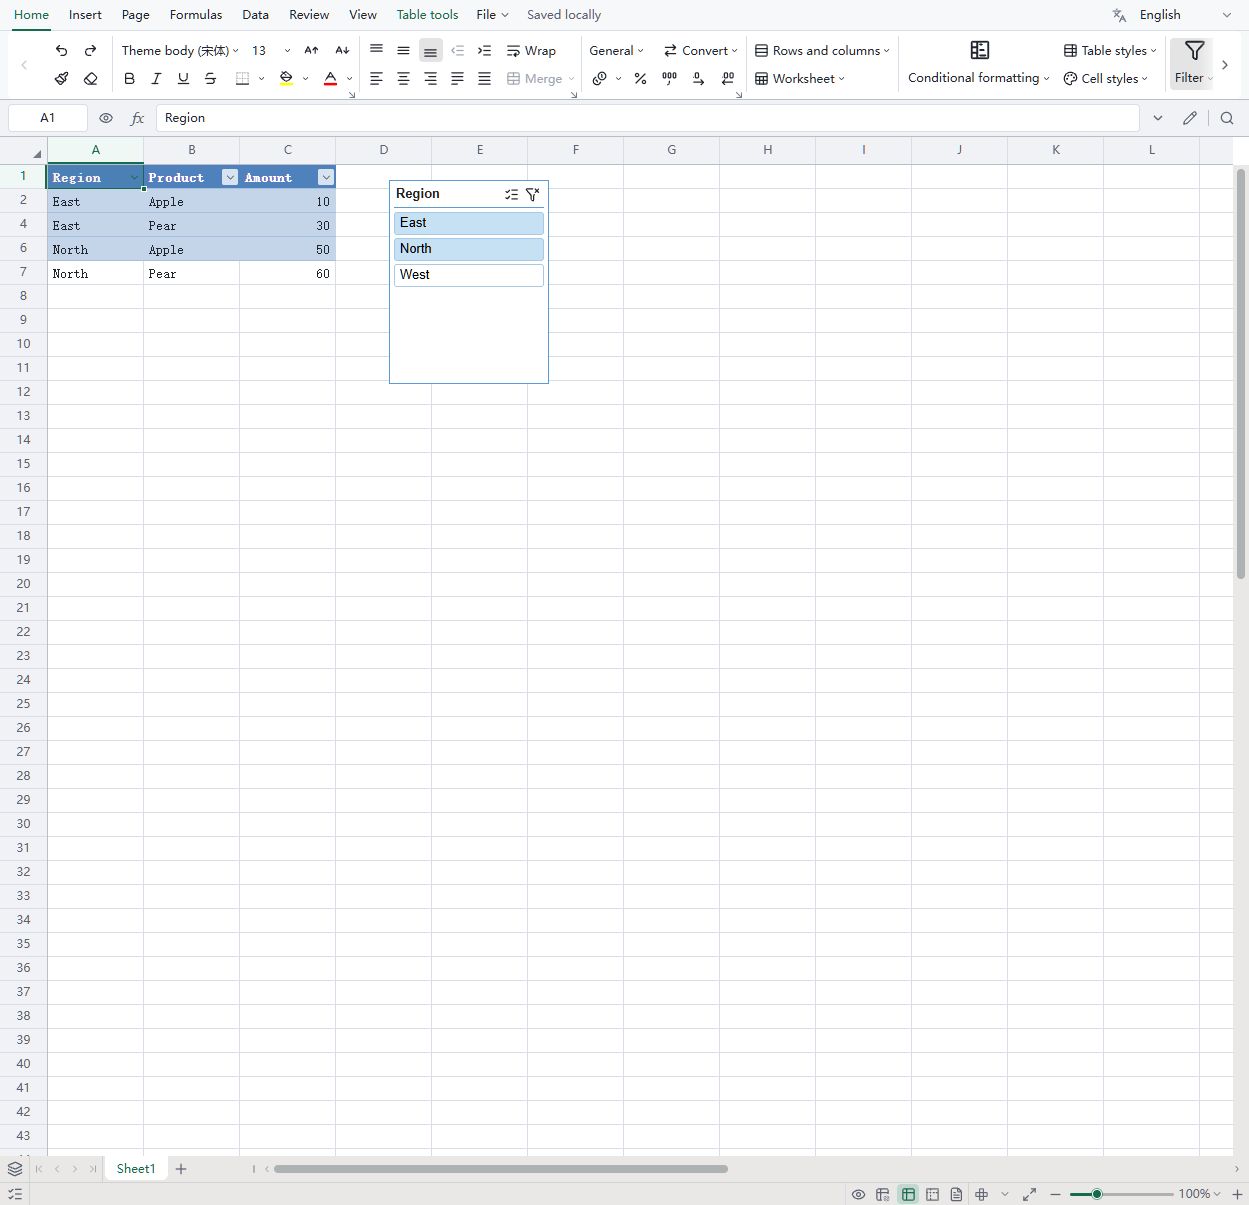 Home Insert Page Formulas Data Review View Table tools File Saved locally English
Theme body (宋体) 13 A A Wrap General Convert Rows and columns Table styles
B I U S A Merge % Worksheet Conditional formatting Cell styles Filter
A1 fx Region
A B C D E F G H I J K L
1 Region Product Amount
2 East Apple 10
4 East Pear 30
6 North Apple 50
7 North Pear 60
Region
East
North
West
8
9
10
11
12
13
14
15
16
17
18
19
20
21
22
23
24
25
26
27
28
29
30
31
32
33
34
35
36
37
38
39
40
41
42
43
Sheet1
100%